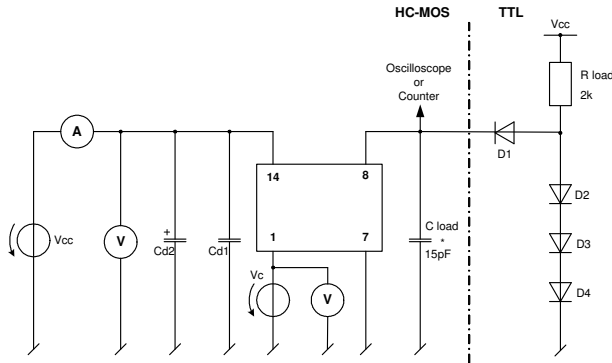 HC-MOS
TTL
Vcc
Oscilloscope
or
Counter
R load
2k
A
D1
14
8
D2
Vcc
V
+
Cd2
Cd1
1
7
C load
*
15pF
D3
Vc
V
D4